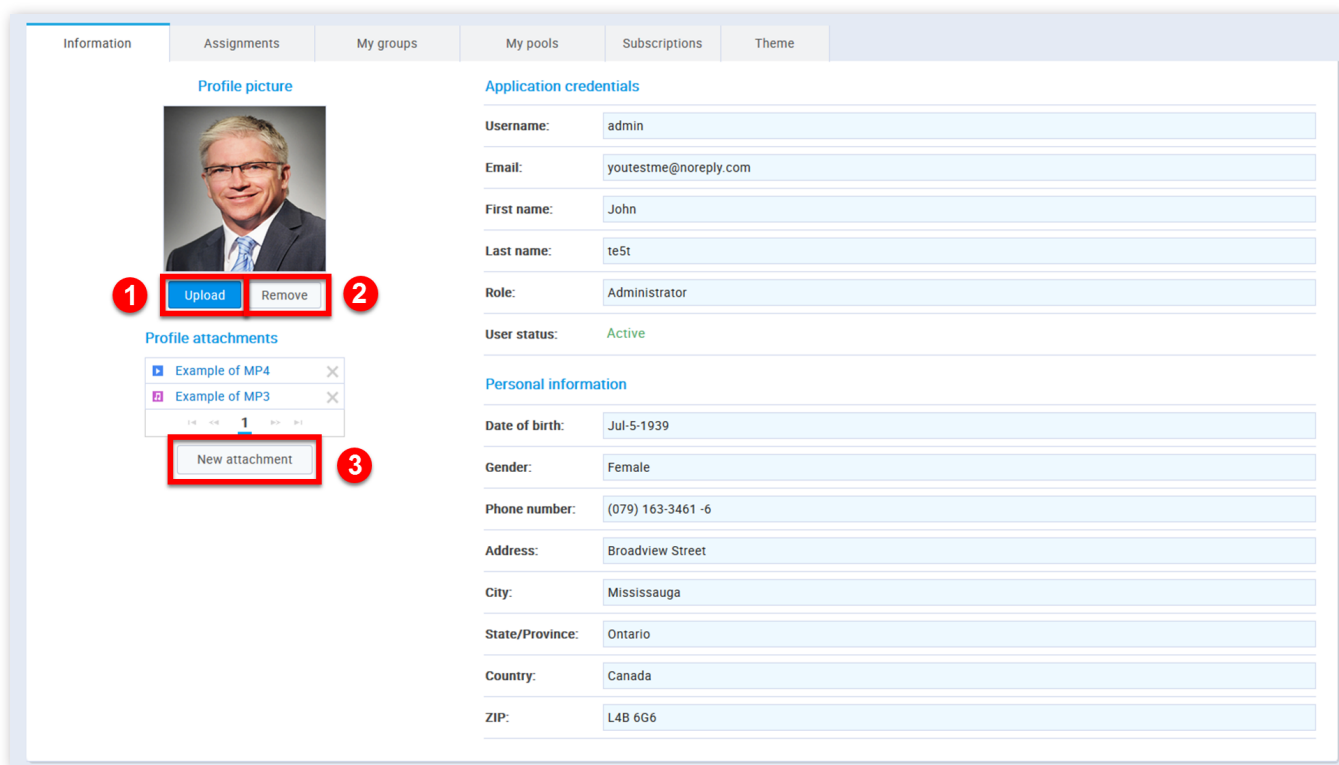 Information Assignments My groups My pools Subscriptions Theme
Profile picture
1 Upload Remove 2
Profile attachments
Example of MP4
Example of MP3
1
New attachment 3
Application credentials
Username: admin
Email: youtestme@noreply.com
First name: John
Last name: te5t
Role: Administrator
User status: Active
Personal information
Date of birth: Jul-5-1939
Gender: Female
Phone number: (079) 163-3461 -6
Address: Broadview Street
City: Mississauga
State/Province: Ontario
Country: Canada
ZIP: L4B 6G6